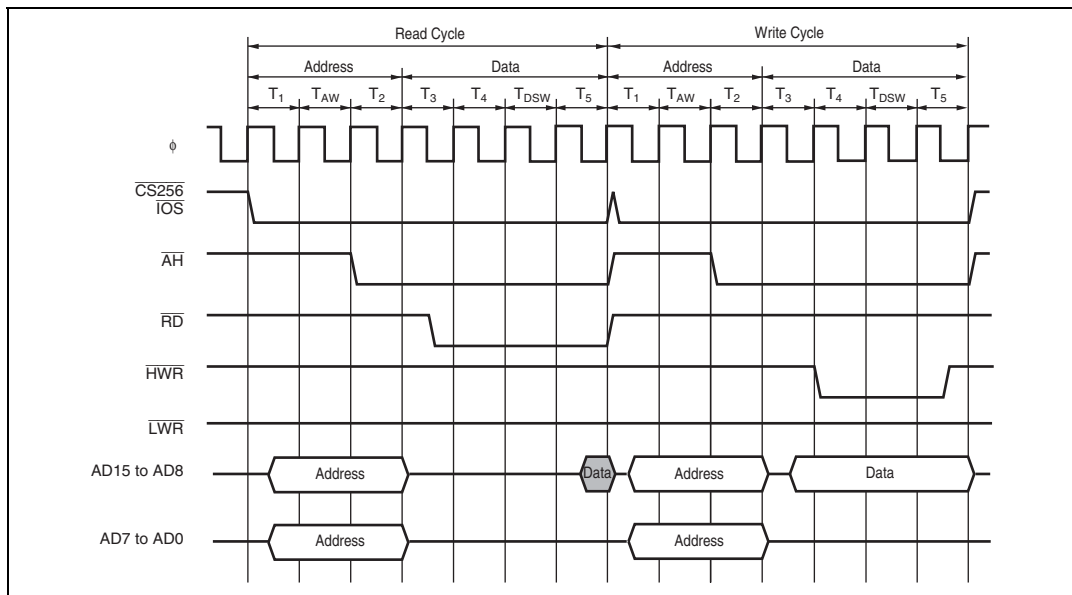 Read Cycle Write Cycle
Address Data Address Data
T1 TAW T2 T3 T4 TDSW T5 T1 TAW T2 T3 T4 TDSW T5
φ
CS256
IOS
AH
RD
HWR
LWR
AD15 to AD8 Address Data Address Data
AD7 to AD0 Address Address